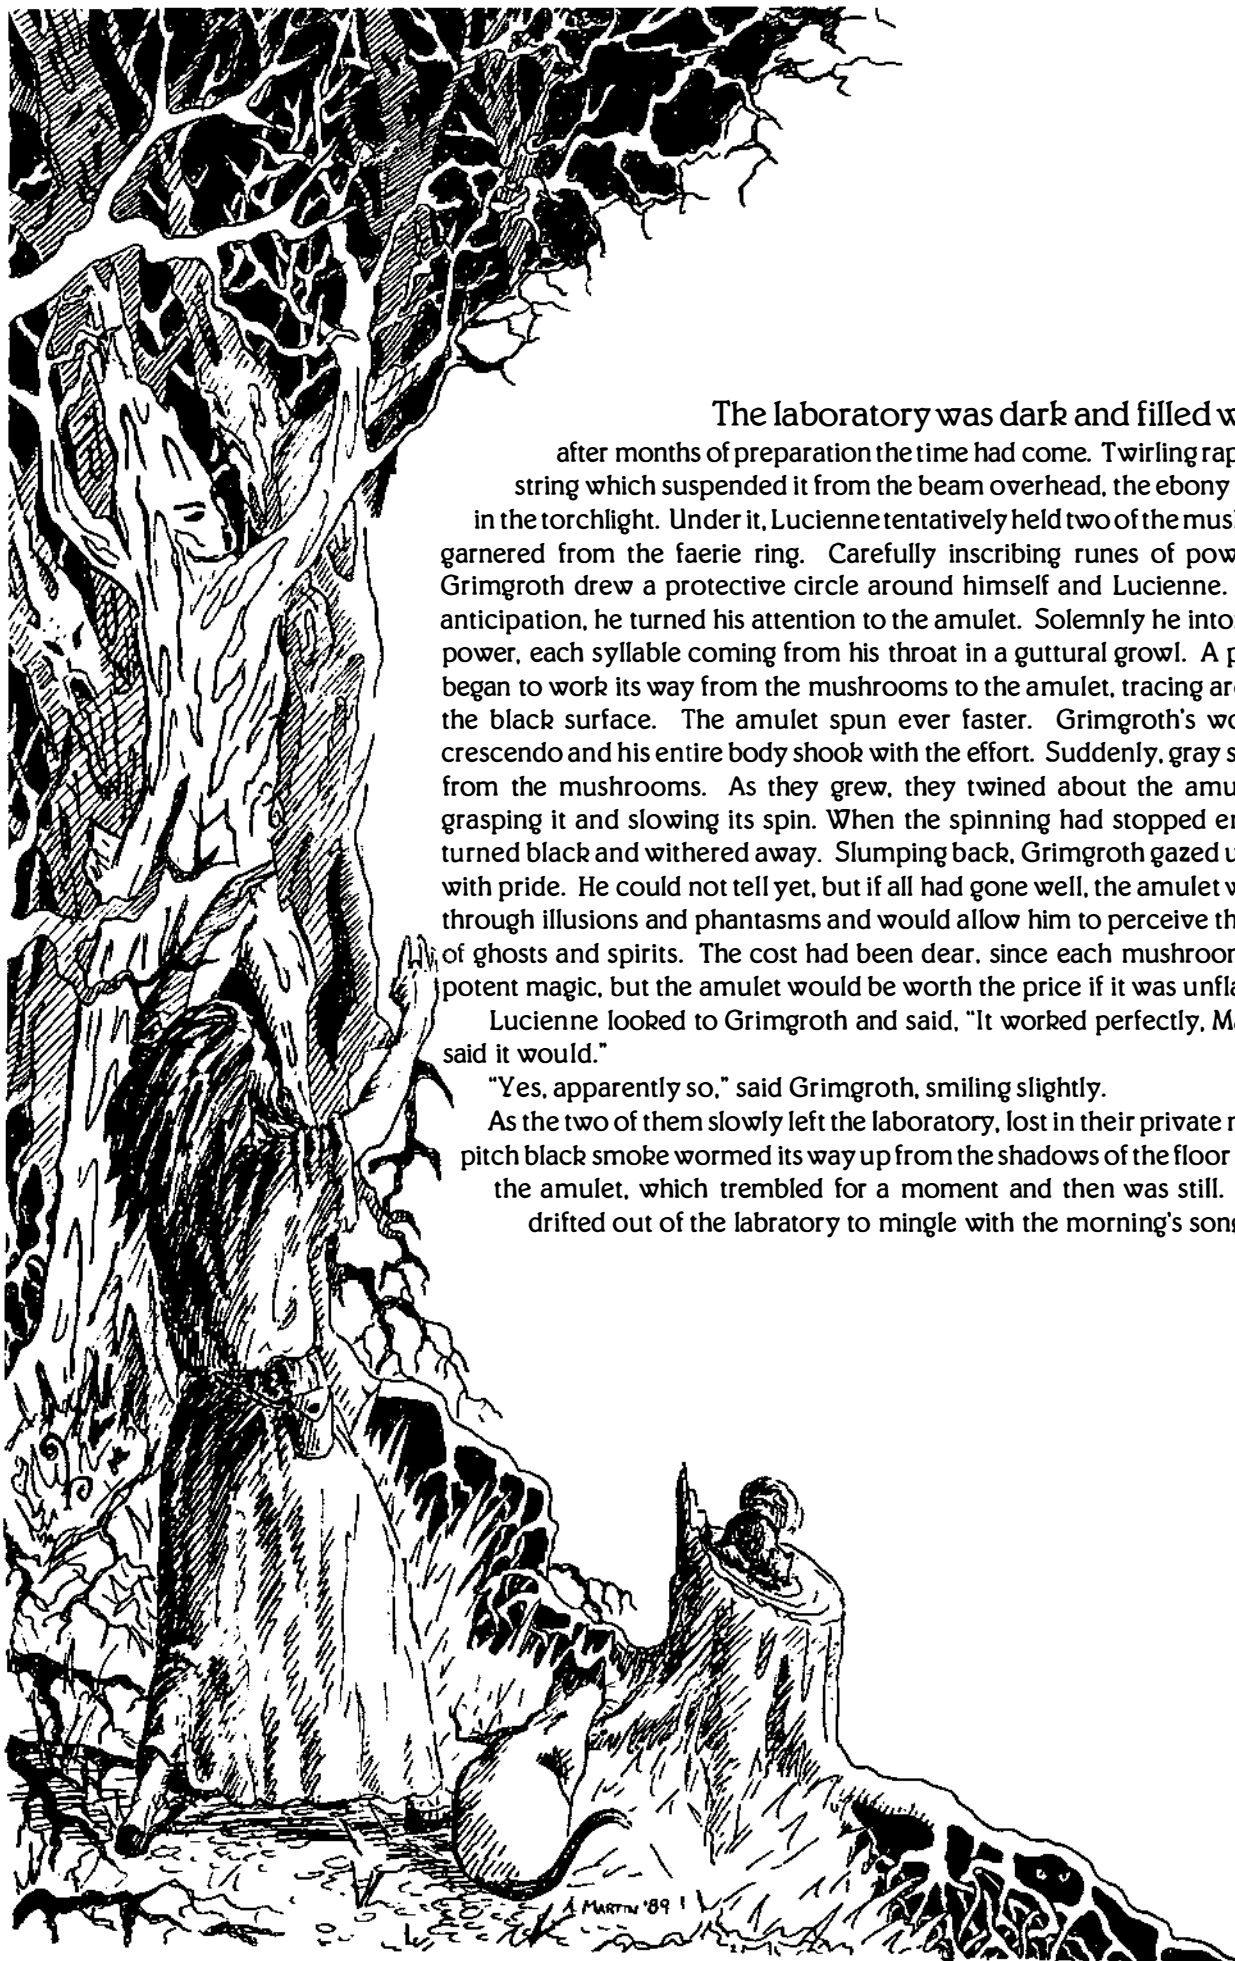 The laboratory was dark and filled w
after months of preparation the time had come. Twirling rap
string which suspended it from the beam overhead, the ebony
in the torchlight. Under it, Lucienne tentatively held two of the mus
garnered from the faerie ring. Carefully inscribing runes of pow
Grimgroth drew a protective circle around himself and Lucienne.
anticipation, he turned his attention to the amulet. Solemnly he into
power, each syllable coming from his throat in a guttural growl. A p
began to work its way from the mushrooms to the amulet, tracing ar
the black surface. The amulet spun ever faster. Grimgroth's wo
crescendo and his entire body shook with the effort. Suddenly, gray s
from the mushrooms. As they grew, they twined about the amu
grasping it and slowing its spin. When the spinning had stopped en
turned black and withered away. Slumping back, Grimgroth gazed u
with pride. He could not tell yet, but if all had gone well, the amulet w
through illusions and phantasms and would allow him to perceive th
of ghosts and spirits. The cost had been dear, since each mushroom
potent magic, but the amulet would be worth the price if it was unfla
Lucienne looked to Grimgroth and said, "It worked perfectly, Ma
said it would."
"Yes, apparently so," said Grimgroth, smiling slightly.
As the two of them slowly left the laboratory, lost in their private r
pitch black smoke wormed its way up from the shadows of the floor
the amulet, which trembled for a moment and then was still.
drifted out of the labratory to mingle with the morning's song
MARTIN '89